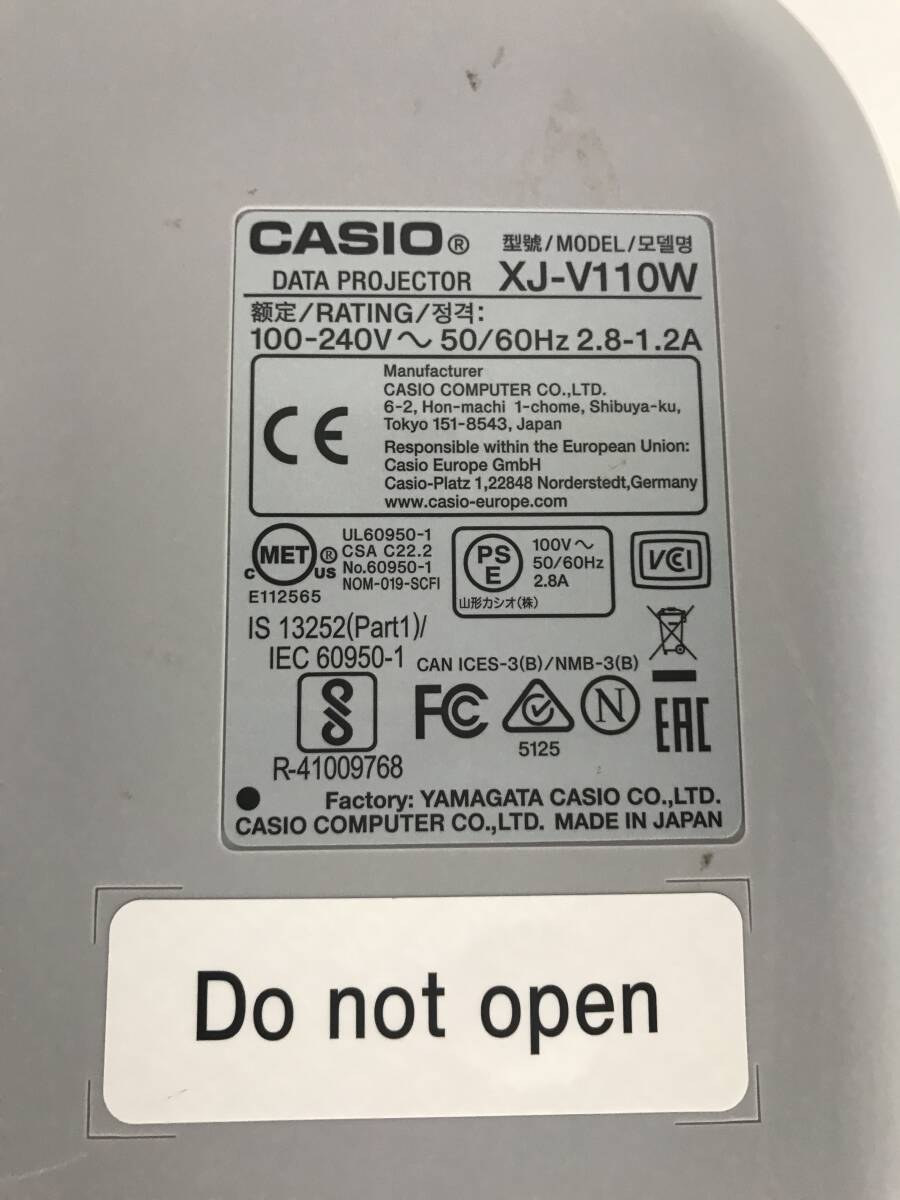 CASIO® 型號/MODEL/모델명
DATA PROJECTOR XJ-V110W
额定/RATING/정격:
100-240V～ 50/60Hz 2.8-1.2A
CE
Manufacturer
CASIO COMPUTER CO.,LTD.
6-2, Hon-machi 1-chome, Shibuya-ku,
Tokyo 151-8543, Japan
Responsible within the European Union:
Casio Europe GmbH
Casio-Platz 1,22848 Norderstedt,Germany
www.casio-europe.com
C MET® US
E112565
UL60950-1
CSA C22.2
No.60950-1
NOM-019-SCFI
PS
E
100V～
50/60Hz
2.8A
山形カシオ(株)
VCI
IS 13252(Part1)/
IEC 60950-1
R-41009768
CAN ICES-3(B)/NMB-3(B)
FC
5125
N
EAC
Factory: YAMAGATA CASIO CO.,LTD.
CASIO COMPUTER CO.,LTD. MADE IN JAPAN
Do not open